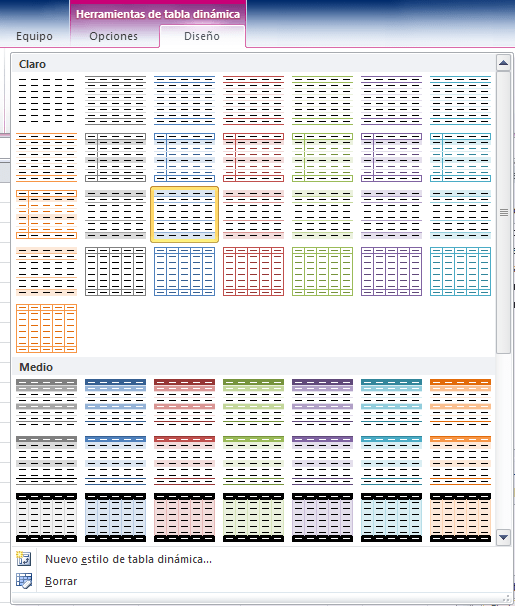 Herramientas de tabla dinámica
Equipo Opciones Diseño
Claro
Medio
Nuevo estilo de tabla dinámica...
Borrar